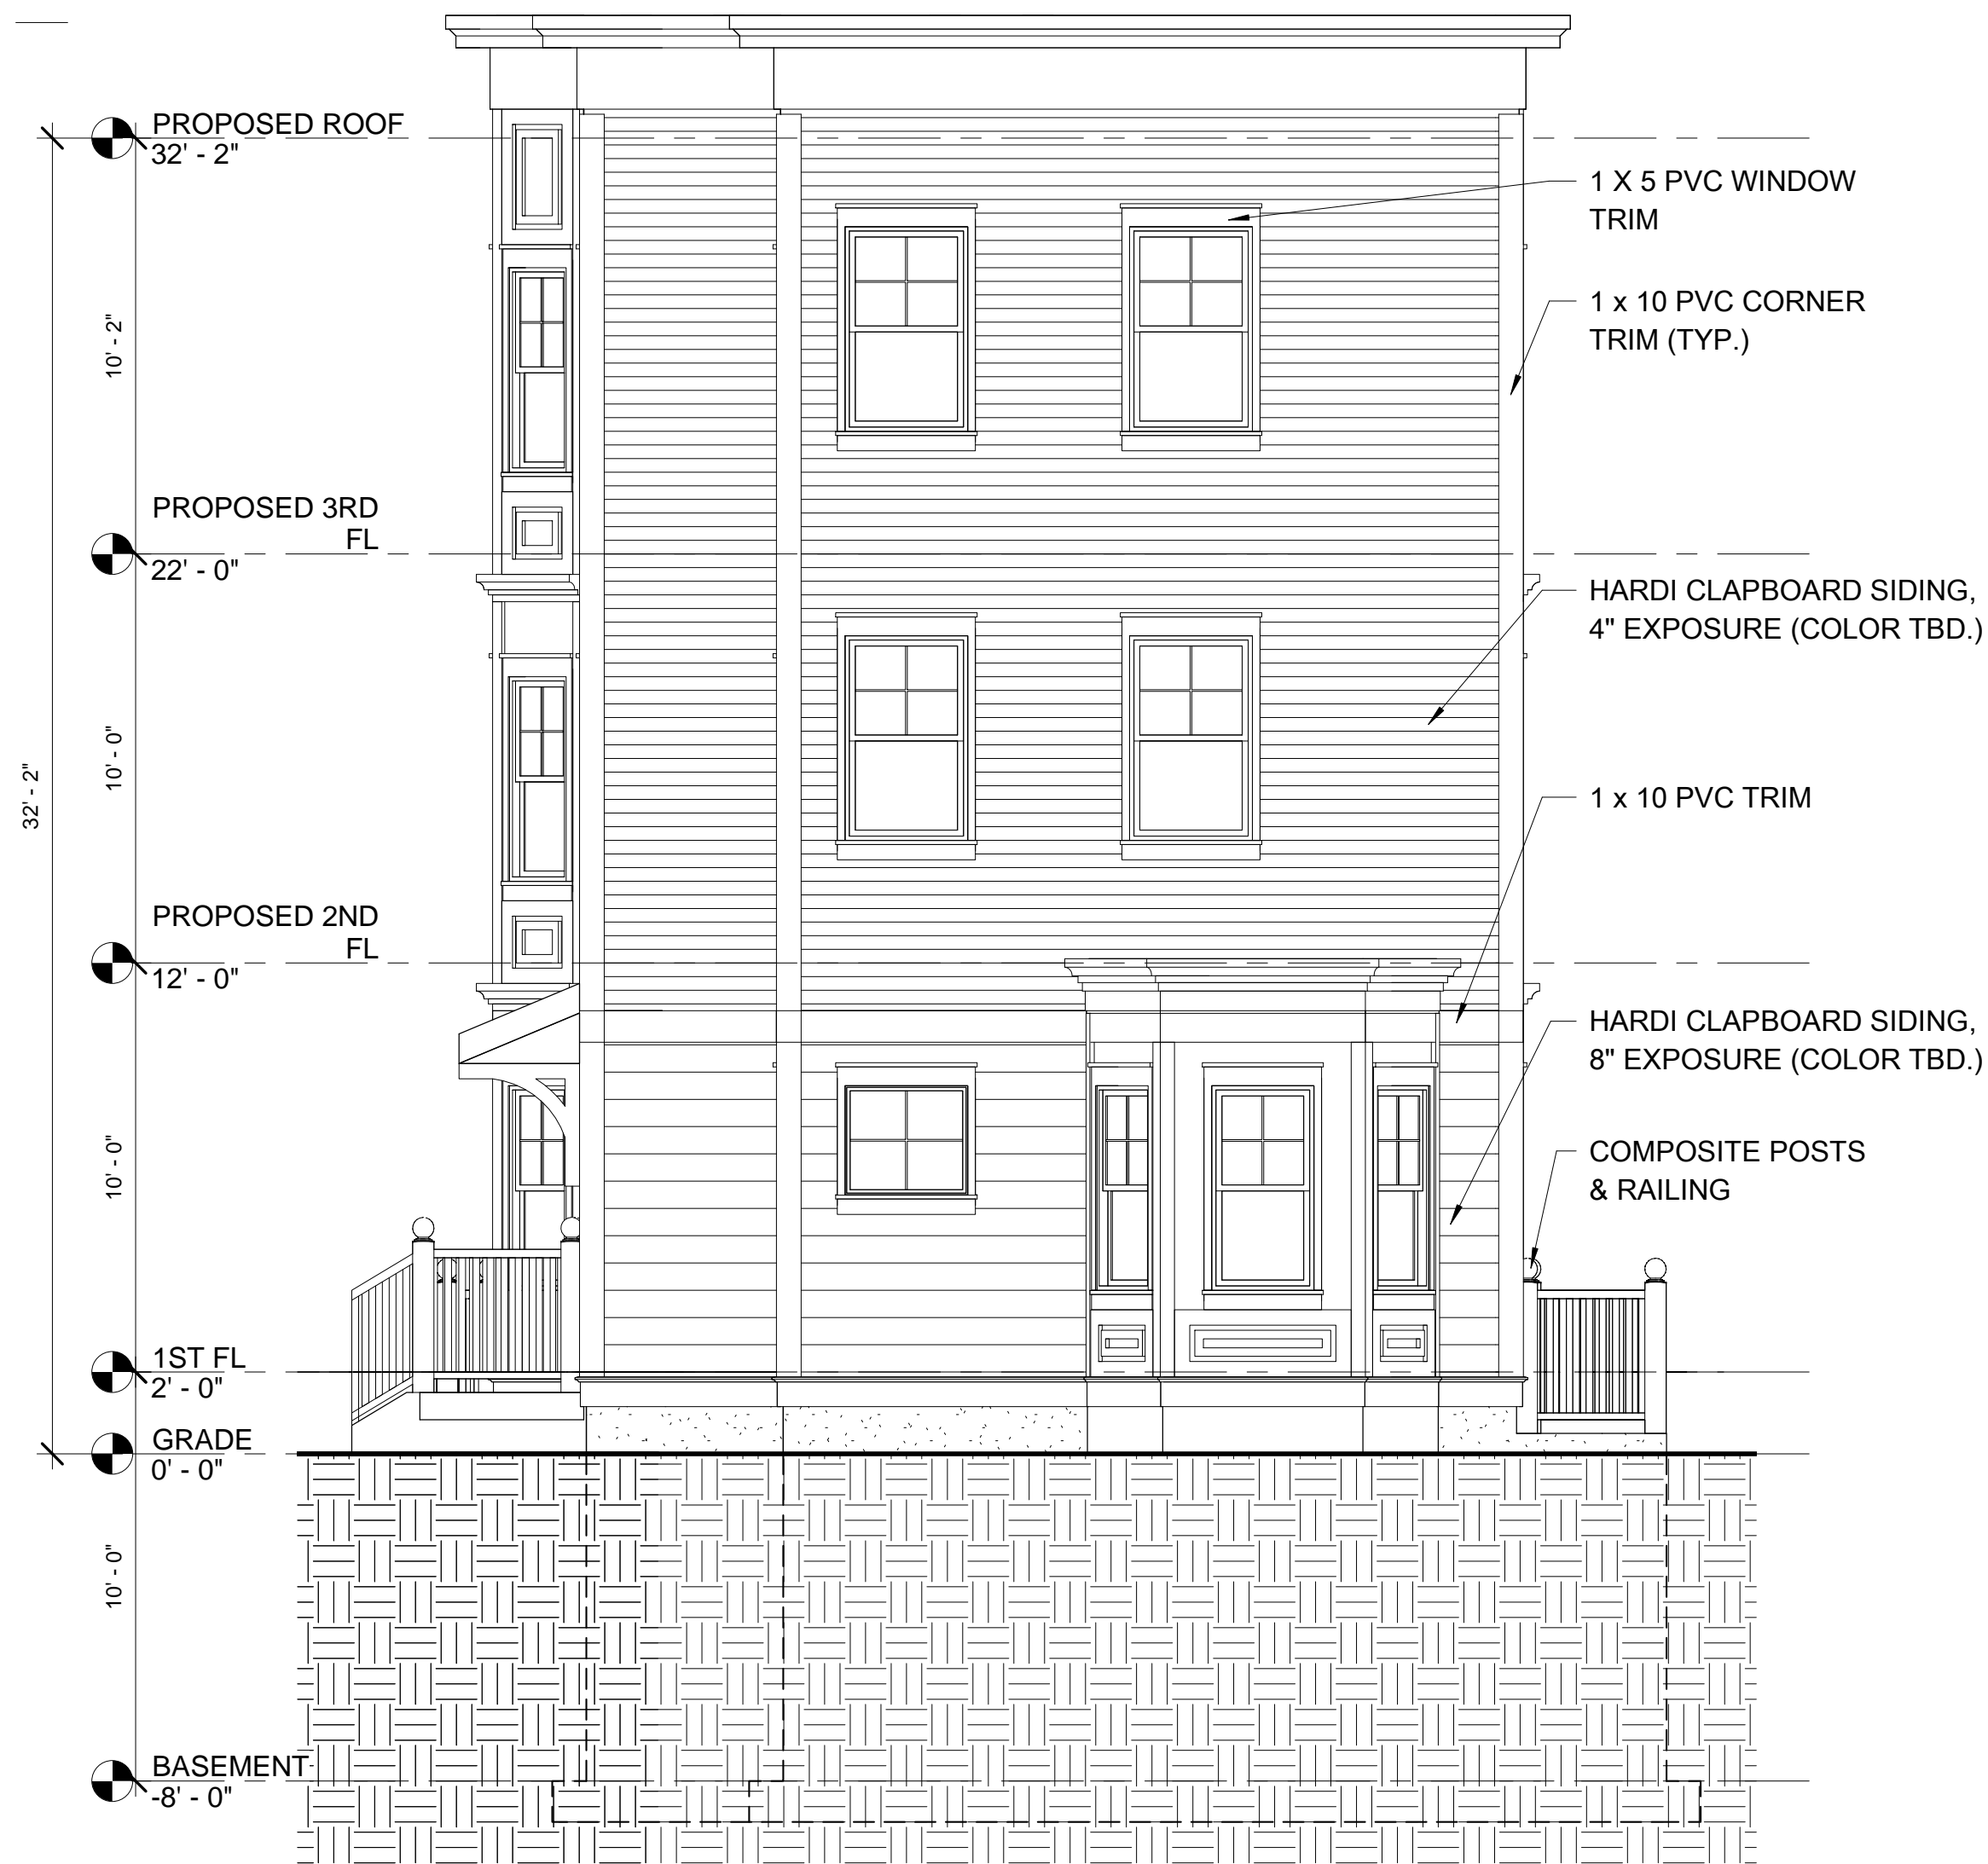 PROPOSED ROOF
32' - 2"
1 X 5 PVC WINDOW
TRIM
1 x 10 PVC CORNER
TRIM (TYP.)
10' - 2"
PROPOSED 3RD
FL
22' - 0"
HARDI CLAPBOARD SIDING,
4" EXPOSURE (COLOR TBD.)
10' - 0"
32' - 2"
1 x 10 PVC TRIM
PROPOSED 2ND
FL
12' - 0"
HARDI CLAPBOARD SIDING,
8" EXPOSURE (COLOR TBD.)
10' - 0"
COMPOSITE POSTS
& RAILING
1ST FL
2' - 0"
GRADE
0' - 0"
10' - 0"
BASEMENT
-8' - 0"